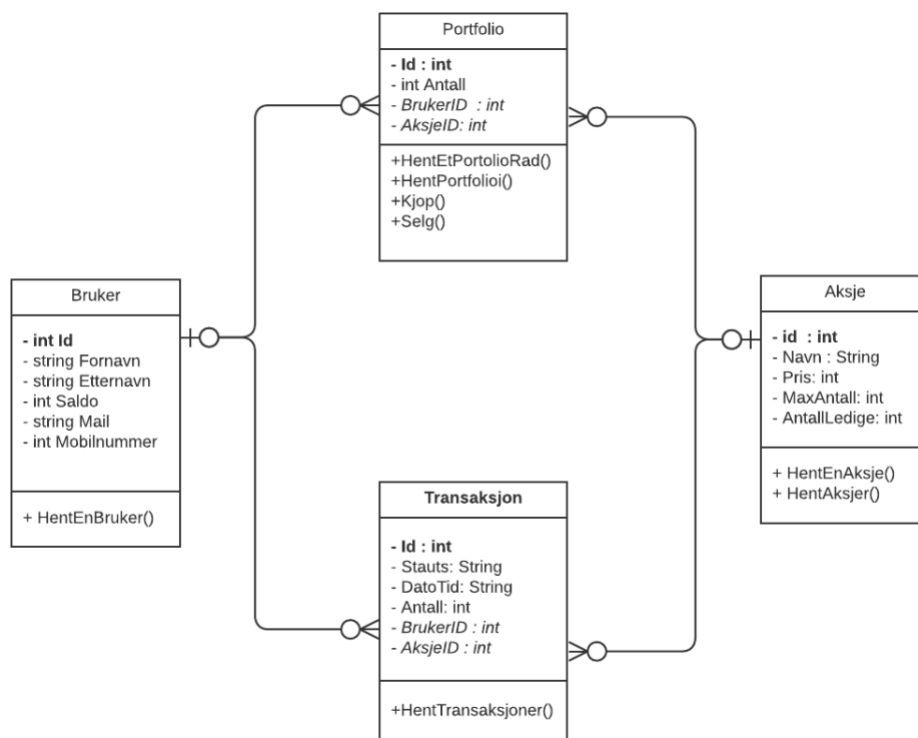 Portfolio
- Id : int
- int Antall
- BrukerID : int
- AksjeID: int
+HentEtPortolioRad()
+HentPortfolioi()
+Kjop()
+Selg()
Bruker
- int Id
- string Fornavn
- string Etternavn
- int Saldo
- string Mail
- int Mobilnummer
+ HentEnBruker()
Aksje
- id : int
- Navn : String
- Pris: int
- MaxAntall: int
- AntallLedige: int
+ HentEnAksje()
+ HentAksjer()
Transaksjon
- Id : int
- Stauts: String
- DatoTid: String
- Antall: int
- BrukerID : int
- AksjeID : int
+HentTransaksjoner()